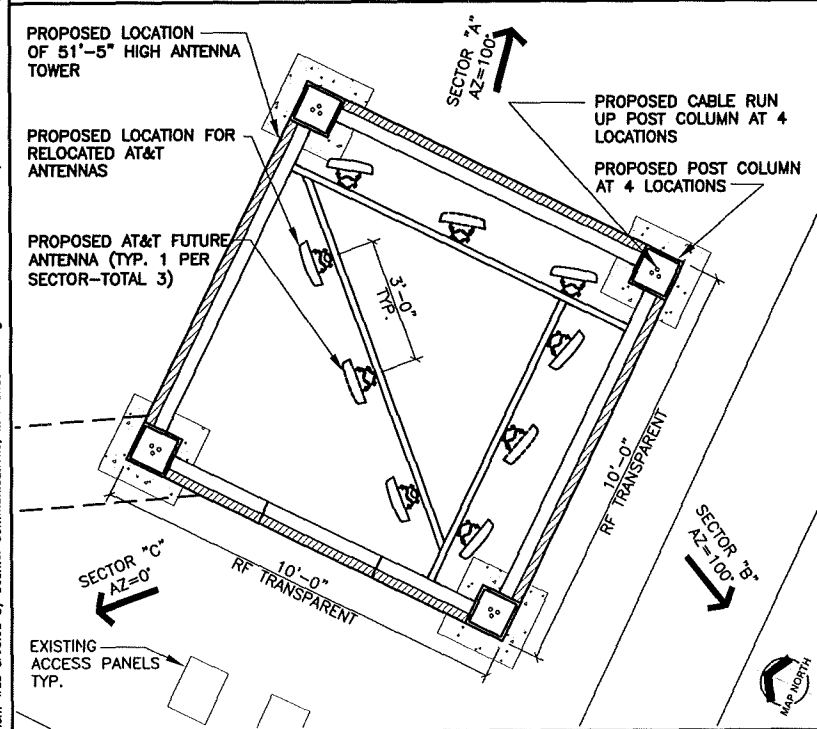 PROPOSED LOCATION
OF 51'-5" HIGH ANTENNA
TOWER
PROPOSED LOCATION FOR
RELOCATED AT&T
ANTENNAS
PROPOSED AT&T FUTURE
ANTENNA (TYP. 1 PER
SECTOR-TOTAL 3)
SECTOR "A"
AZ=100°
PROPOSED CABLE RUN
UP POST COLUMN AT 4
LOCATIONS
PROPOSED POST COLUMN
AT 4 LOCATIONS
3'-0"
TYP.
10'-0"
RF TRANSPARENT
SECTOR "B"
AZ=100°
10'-0"
RF TRANSPARENT
SECTOR "C"
AZ=0°
EXISTING
ACCESS PANELS
TYP.
MAP NORTH